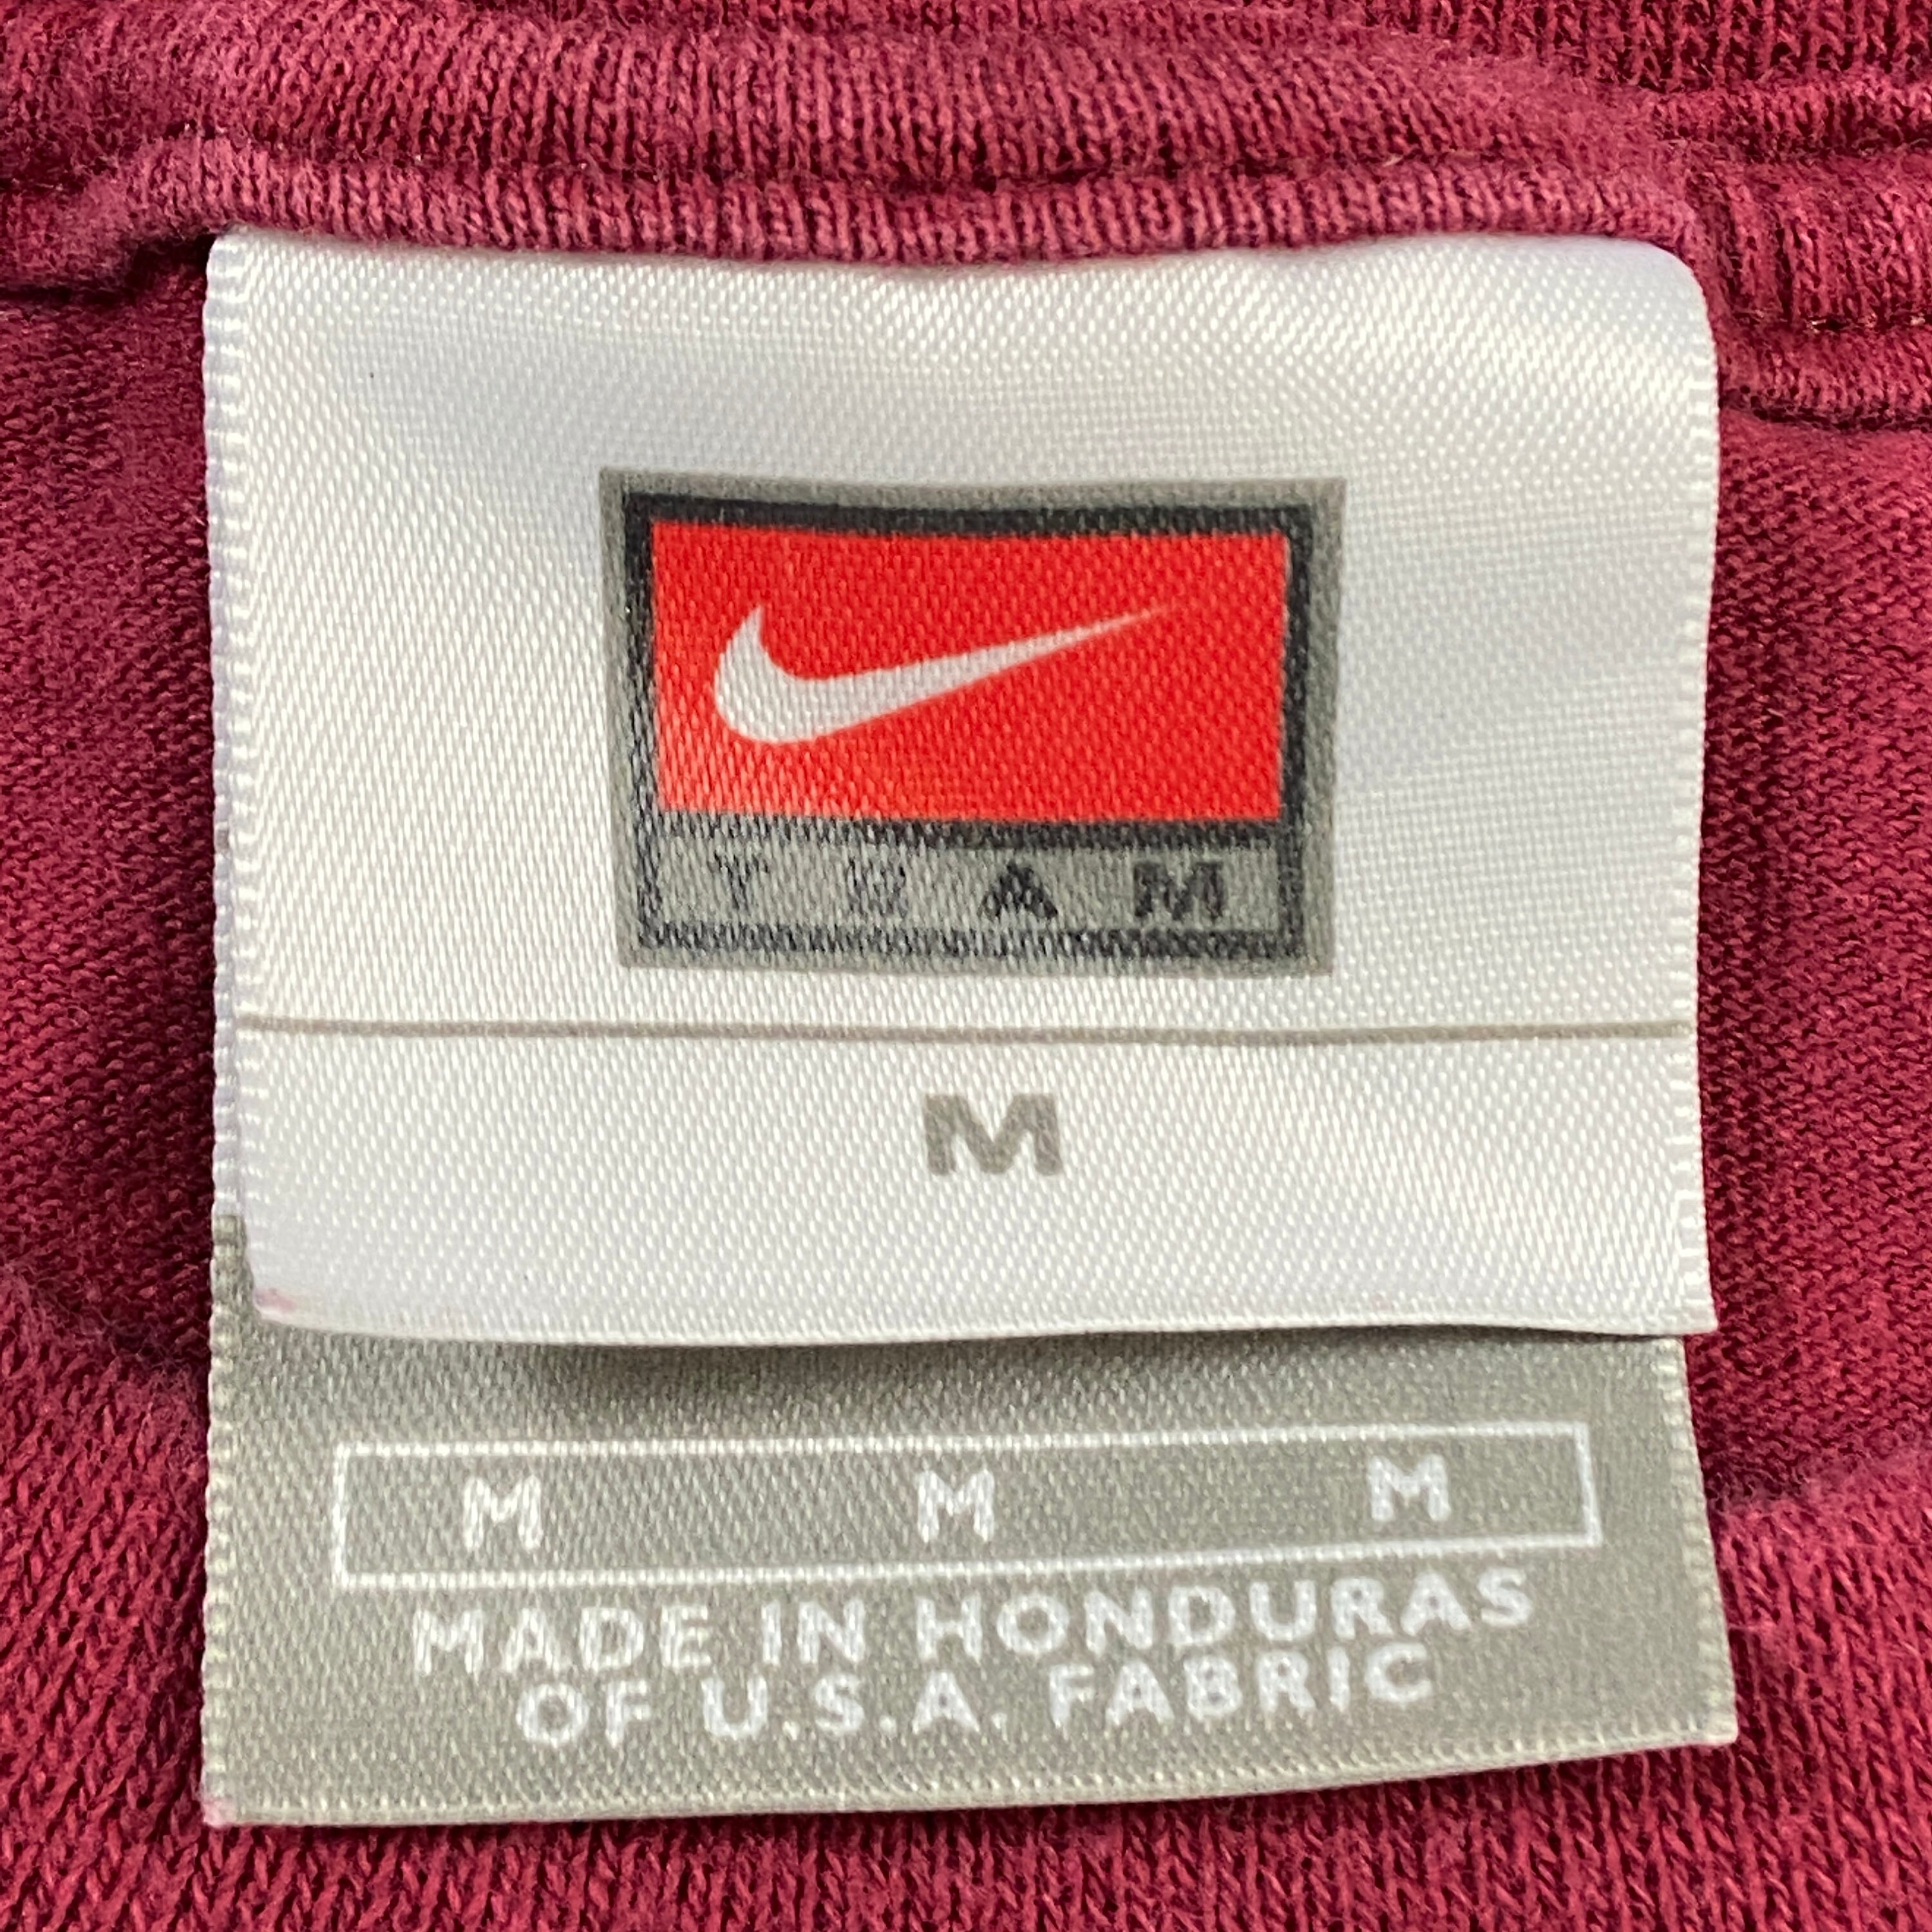 TEAM
M
M M M
MADE IN HONDURAS
OF U.S.A. FABRIC